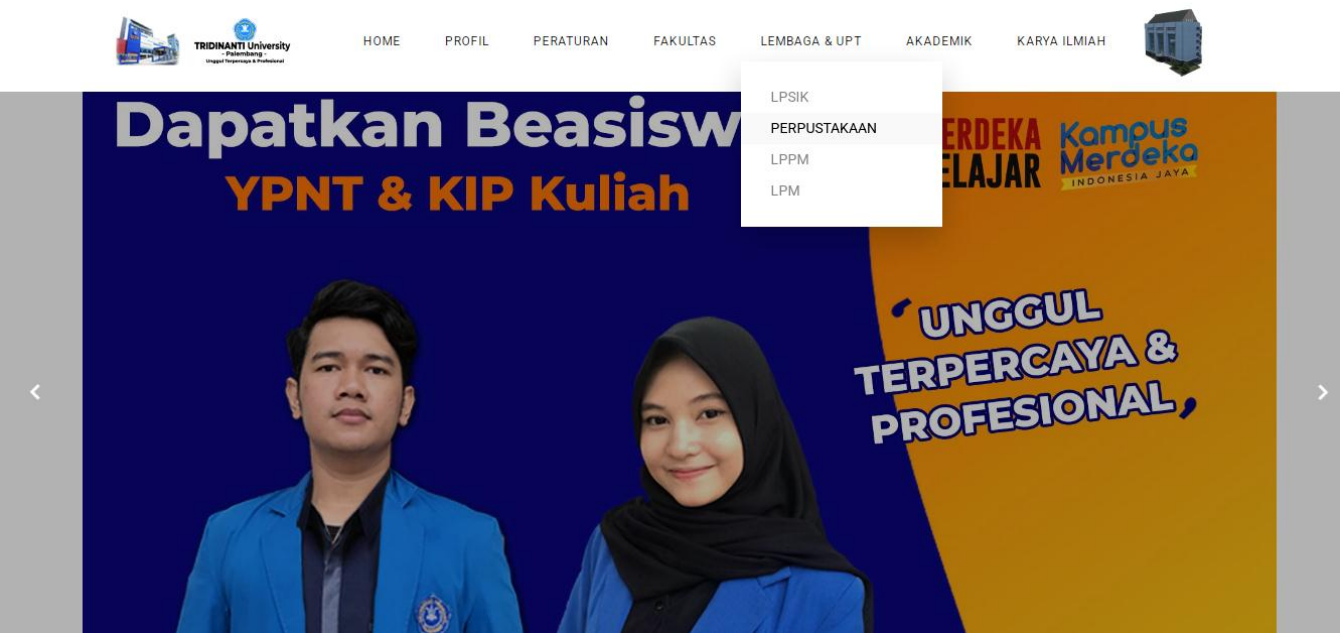 TRIDINANTI University
- Palembang -
Unggul Terpercaya & Profesional
HOME
PROFIL
PERATURAN
FAKULTAS
LEMBAGA & UPT
AKADEMIK
KARYA ILMIAH
LPSIK
PERPUSTAKAAN
LPPM
LPM
Dapatkan Beasisw
YPNT & KIP Kuliah
ERDEKA
ELAJAR
Kampus
Merdeka
INDONESIA JAYA
‘ UNGGUL
TERPERCAYA &
PROFESIONAL ,